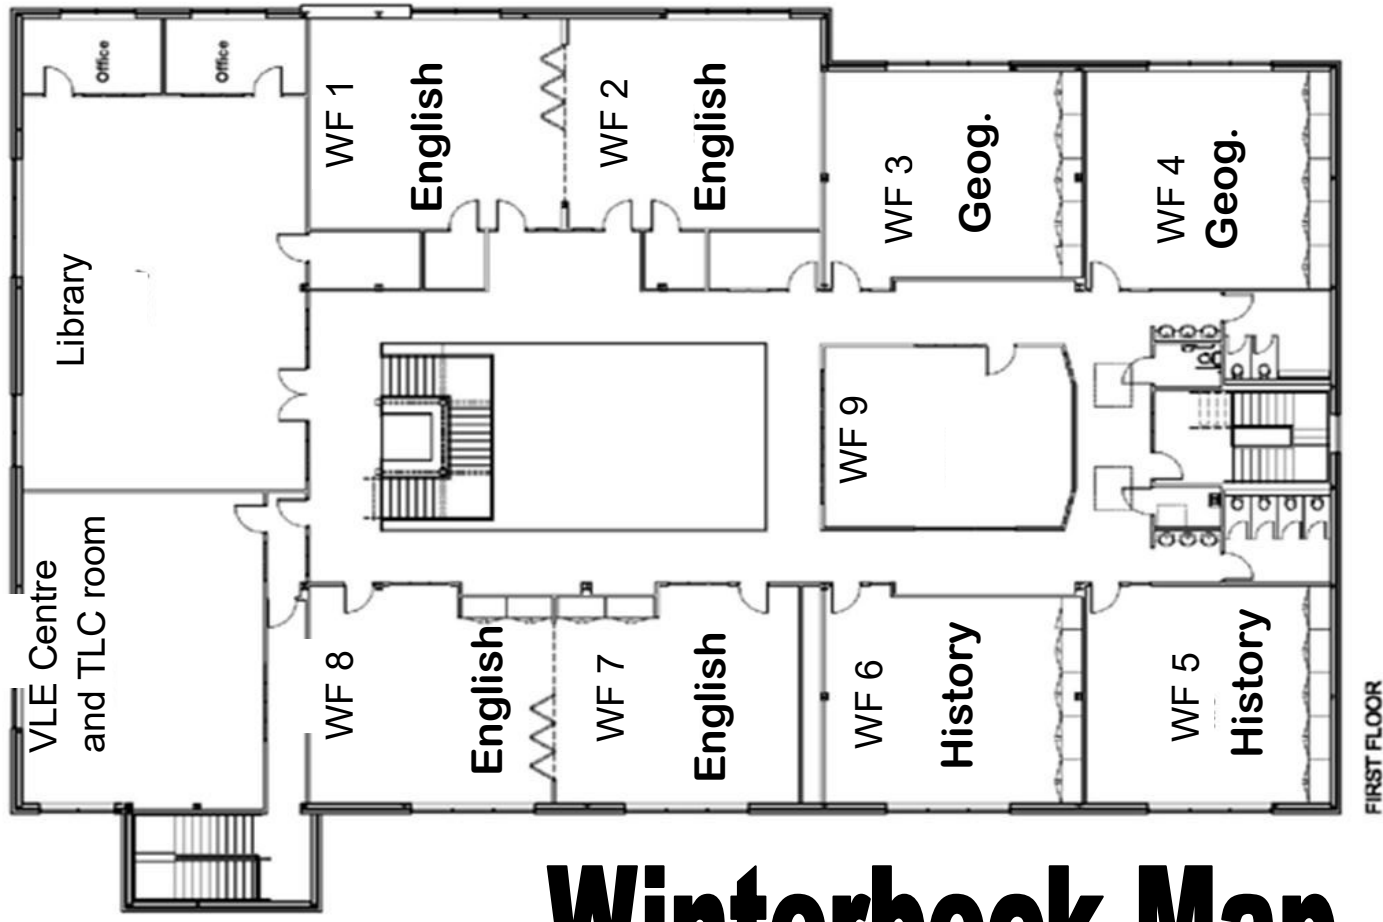 Office
Office
WF 1
English
WF 2
English
WF 3
Geog.
WF 4
Geog.
Library
WF 9
VLE Centre
and TLC room
WF 8
English
WF 7
English
WF 6
History
WF 5
History
FIRST FLOOR
Winterbook Map